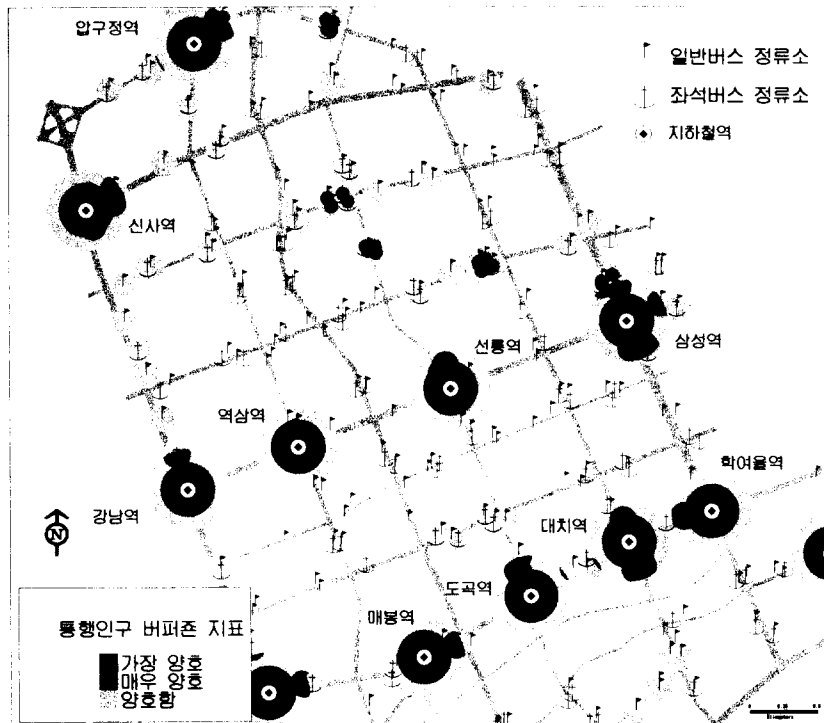 압구정역
일반버스 정류소
좌석버스 정류소
지하철역
신사역
삼성역
선릉역
역삼역
학여울역
강남역
대치역
도곡역
매봉역
N
통행인구 버퍼존 지표
가장 양호
매우 양호
양호함